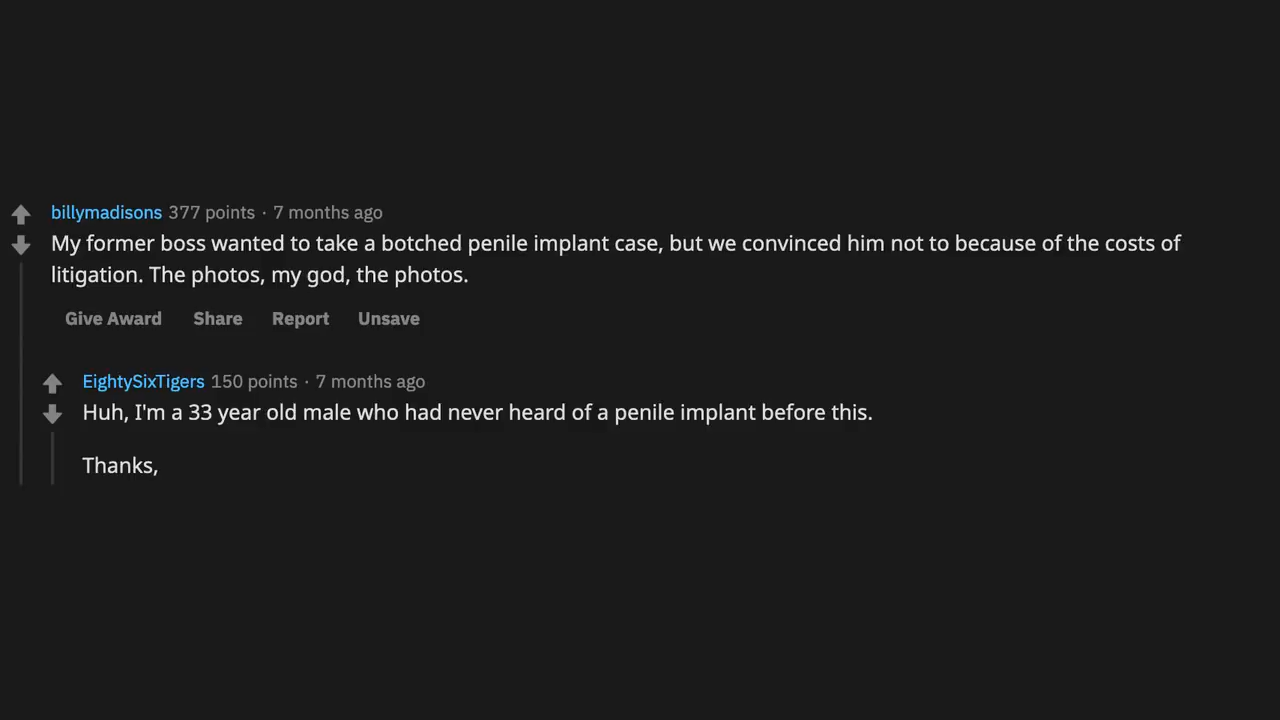 billymadisons 377 points · 7 months ago
My former boss wanted to take a botched penile implant case, but we convinced him not to because of the costs of
litigation. The photos, my god, the photos.
Give Award Share Report Unsave
EightySixTigers 150 points · 7 months ago
Huh, I'm a 33 year old male who had never heard of a penile implant before this.
Thanks,